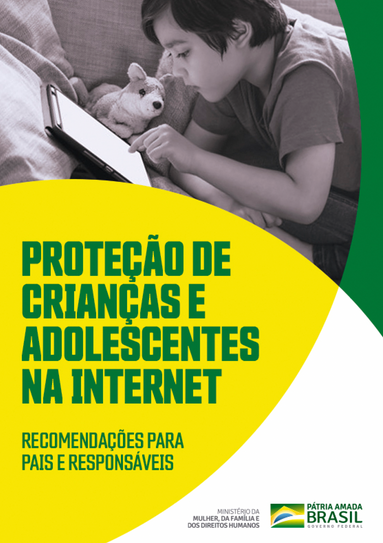 PROTEÇÃO DE
CRIANÇAS E
ADOLESCENTES
NA INTERNET
RECOMENDAÇÕES PARA
PAIS E RESPONSÁVEIS
MINISTÉRIO DA
MULHER, DA FAMÍLIA E
DOS DIREITOS HUMANOS
PÁTRIA AMADA
BRASIL
GOVERNO FEDERAL